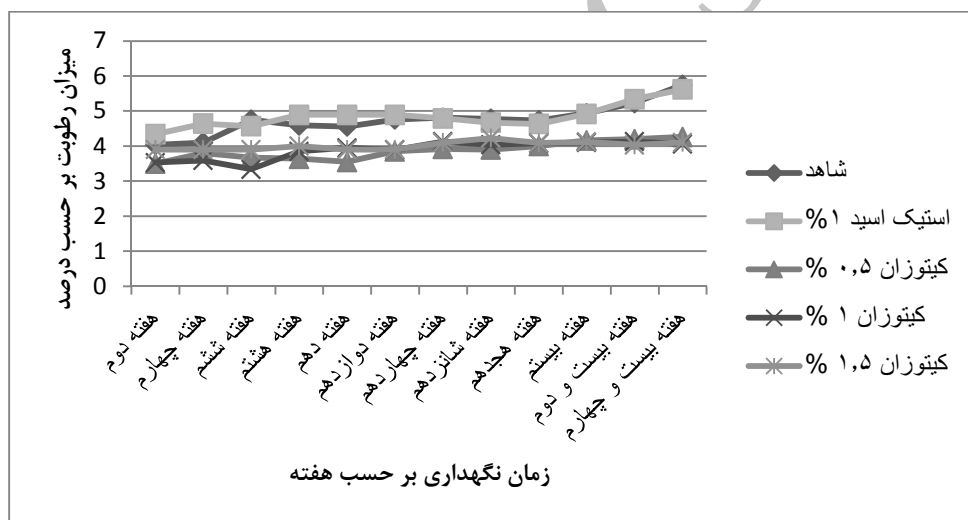 میزان رطوبت بر حسب درصد
7
6
5
4
3
2
1
0
هفته دوم
هفته چهارم
هفته ششم
هفته هشتم
هفته دهم
هفته دوازدهم
هفته چهاردهم
هفته شانزدهم
هفته هجدهم
هفته بیستم
هفته بیست و دوم
هفته بیست و چهارم
زمان نگهداری بر حسب هفته
شاهد
استیک اسید ۱%
کیتوزان ۰,۵ %
کیتوزان ۱ %
کیتوزان ۱,۵ %